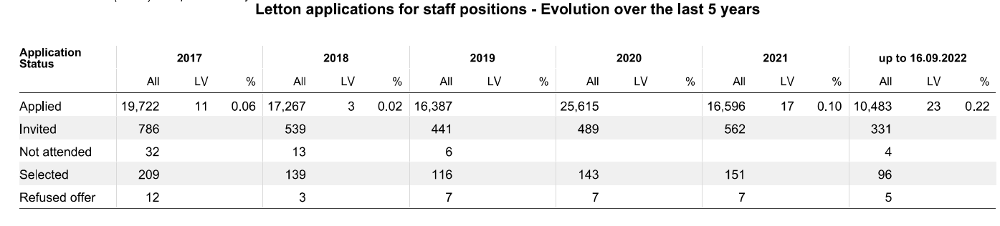 Letton applications for staff positions - Evolution over the last 5 years
Application Status 2017 2018 2019 2020 2021 up to 16.09.2022
All LV % All LV % All LV % All LV % All LV % All LV %
Applied 19,722 11 0.06 17,267 3 0.02 16,387 25,615 16,596 17 0.10 10,483 23 0.22
Invited 786 539 441 489 562 331
Not attended 32 13 6 4
Selected 209 139 116 143 151 96
Refused offer 12 3 7 7 7 5